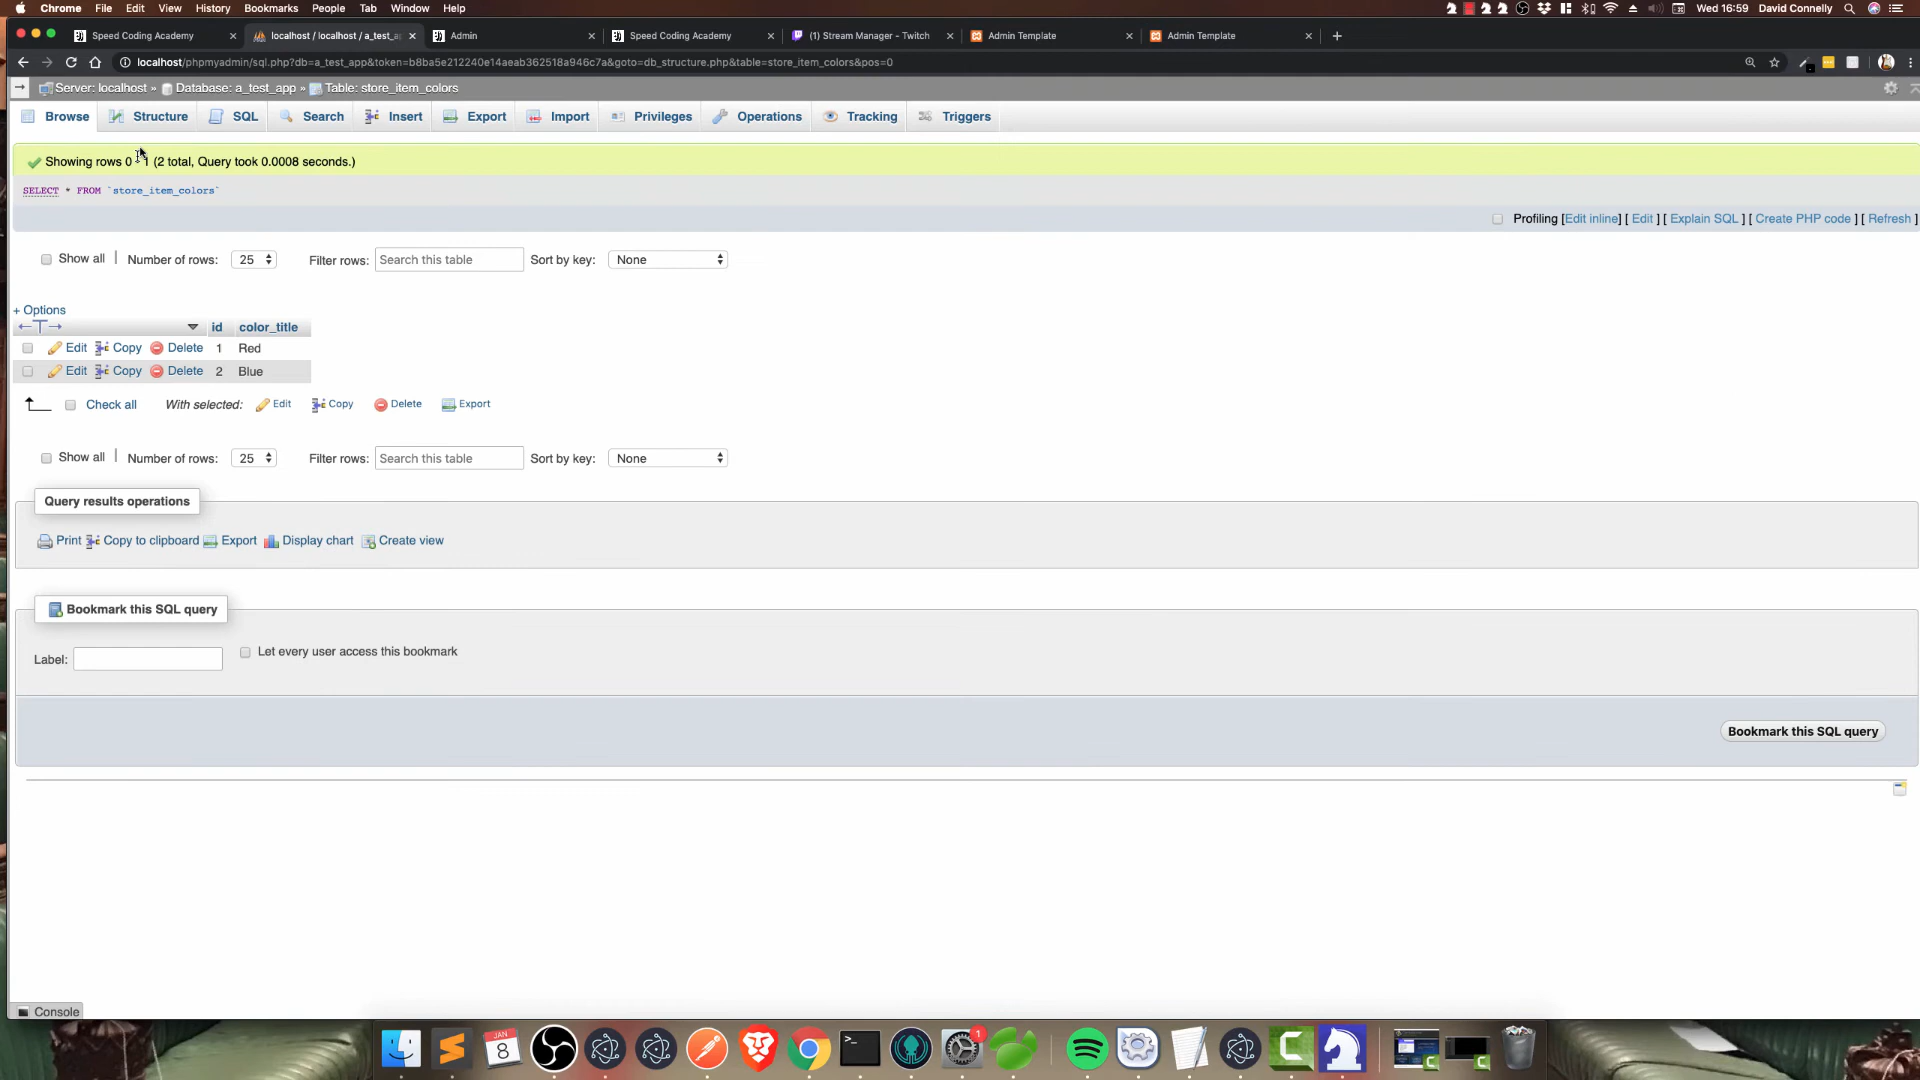 Chrome File Edit View History Bookmarks People Tab Window Help Wed 16:59 David Connelly
Speed Coding Academy localhost / localhost / a_test_a Admin Speed Coding Academy (1) Stream Manager - Twitch Admin Template Admin Template
localhost/phpmyadmin/sql.php?db=a_test_app&token=b8ba5e212240e14aeab362518a946c7a&goto=db_structure.php&table=store_item_colors&pos=0
Server: localhost » Database: a_test_app » Table: store_item_colors
Browse Structure SQL Search Insert Export Import Privileges Operations Tracking Triggers
Showing rows 0 - 1 (2 total, Query took 0.0008 seconds.)
SELECT * FROM `store_item_colors`
Profiling [Edit inline] [ Edit ] [ Explain SQL ] [ Create PHP code ] [ Refresh ]
Show all | Number of rows: 25 Filter rows: Search this table Sort by key: None
+ Options
←T→ id color_title
Edit Copy Delete 1 Red
Edit Copy Delete 2 Blue
Check all With selected: Edit Copy Delete Export
Show all | Number of rows: 25 Filter rows: Search this table Sort by key: None
Query results operations
Print Copy to clipboard Export Display chart Create view
Bookmark this SQL query
Label: Let every user access this bookmark
Bookmark this SQL query
Console
JAN
8
1